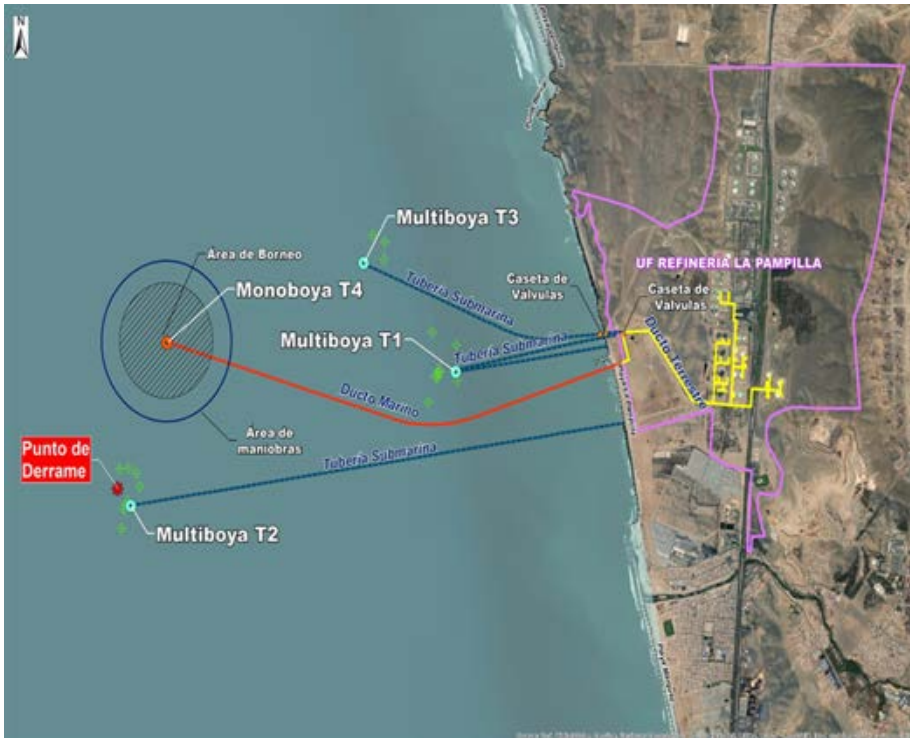 N
Multiboya T3
Área de Borneo
Monoboya T4
UF REFINERIA LA PAMPILLA
Caseta de
Valvulas
Caseta de
Valvulas
Tubería Submarina
Multiboya T1
Tubería Submarina
Ducto Terrestre
Ducto Marino
Área de
maniobras
Punto de
Derrame
Tubería Submarina
Multiboya T2